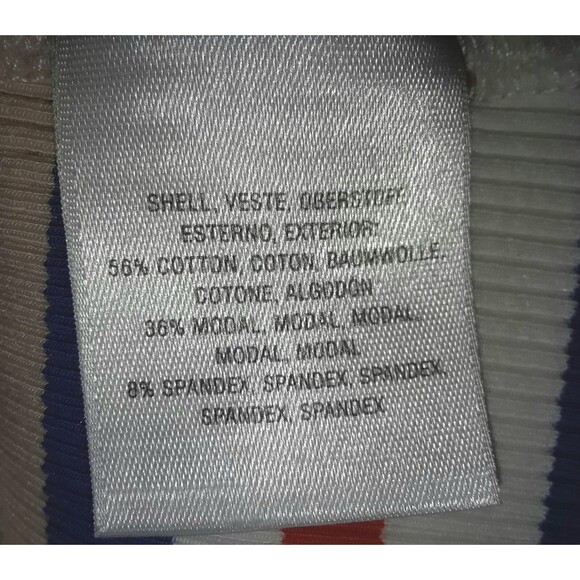 SHELL, VESTE, OBERSTOFF,
ESTERNO, EXTERIOR:
56% COTTON, COTON, BAUMWOLLE,
COTONE, ALGODON
36% MODAL, MODAL, MODAL,
MODAL, MODAL
8% SPANDEX, SPANDEX, SPANDEX,
SPANDEX, SPANDEX